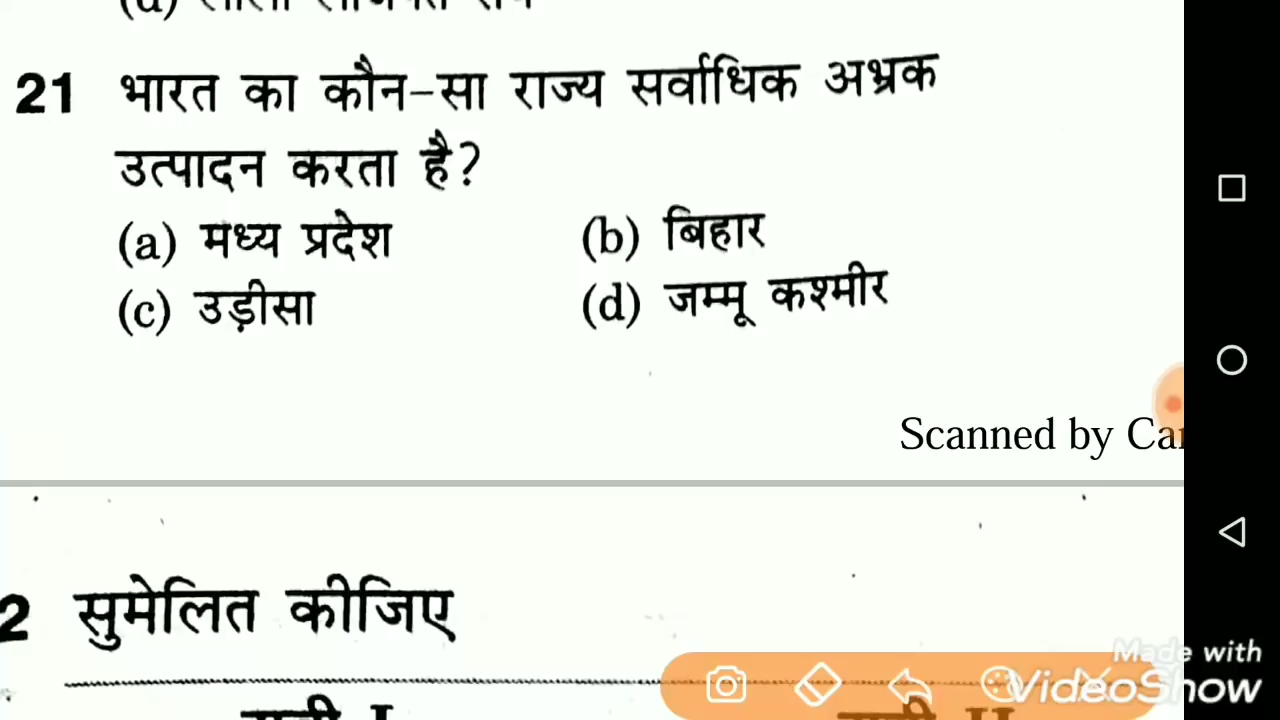 21 भारत का कौन-सा राज्य सर्वाधिक अभ्रक
उत्पादन करता है?
(a) मध्य प्रदेश (b) बिहार
(c) उड़ीसा (d) जम्मू कश्मीर
Scanned by
2 सुमेलित कीजिए
Made with
VideoShow